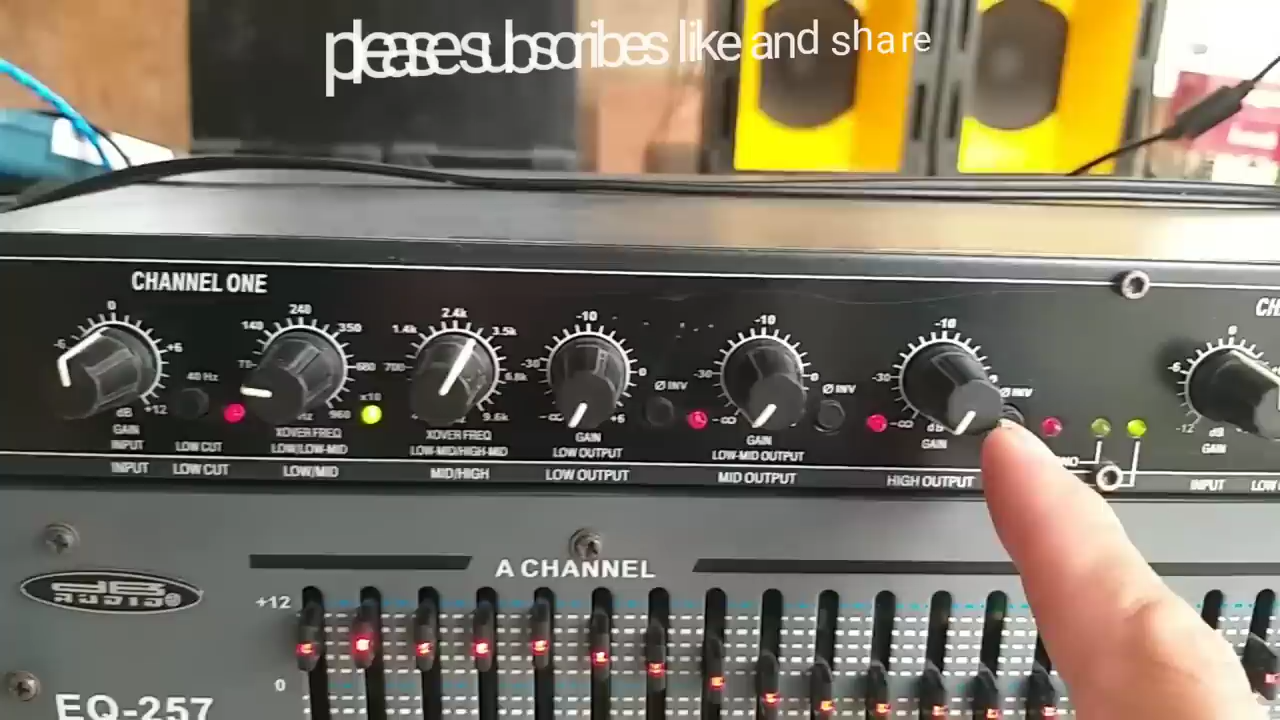 please subscribes like and share
CHANNEL ONE
0
-6
+6
+12
dB
GAIN
INPUT
INPUT
40 Hz
LOW CUT
LOW CUT
240
140
350
680
960
Hz
XOVER FREQ
LOW/LOW-MID
LOW/MID
x10
2.4k
1.4k
3.5k
700
6.8k
9.6k
XOVER FREQ
LOW-MID/HIGH-MID
MID/HIGH
-10
-30
0
-∞
+6
GAIN
LOW OUTPUT
LOW OUTPUT
Ø INV
-10
-30
0
-∞
GAIN
LOW-MID OUTPUT
MID OUTPUT
Ø INV
-10
-30
-∞
dB
GAIN
HIGH OUTPUT
Ø INV
0
-6
-12
dB
GAIN
INPUT
A CHANNEL
+12
0
dB AUDIO ®
EQ-257